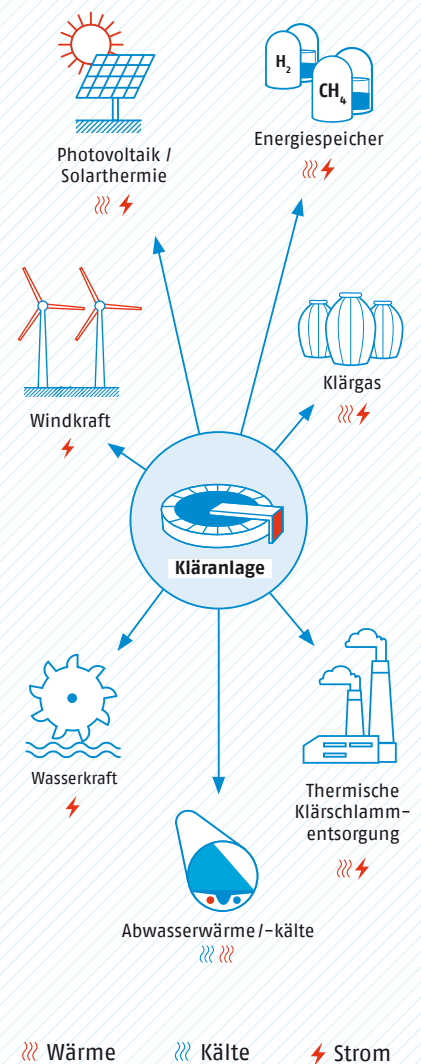 H2
CH4
Photovoltaik /
Solarthermie
Energiespeicher
Windkraft
Klärgas
Kläranlage
Wasserkraft
Thermische
Klärschlamm-
entsorgung
Abwasserwärme /-kälte
Wärme
Kälte
Strom